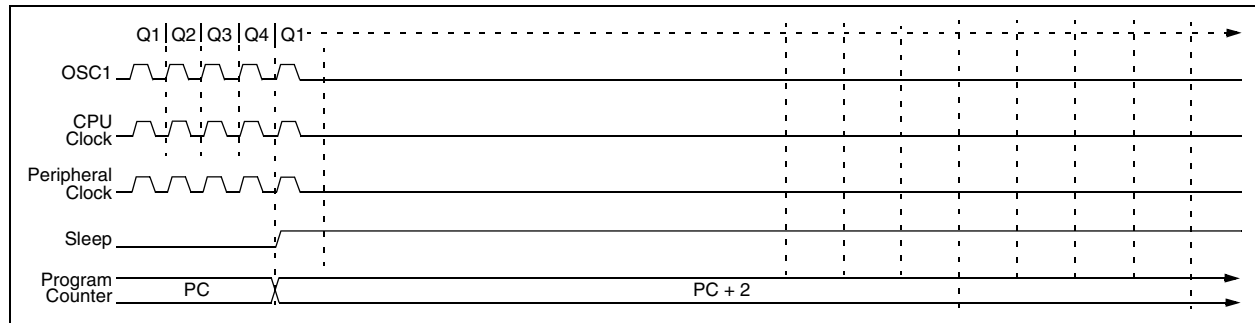 Q1 Q2 Q3 Q4 Q1
OSC1
CPU
Clock
Peripheral
Clock
Sleep
Program
Counter
PC
PC + 2